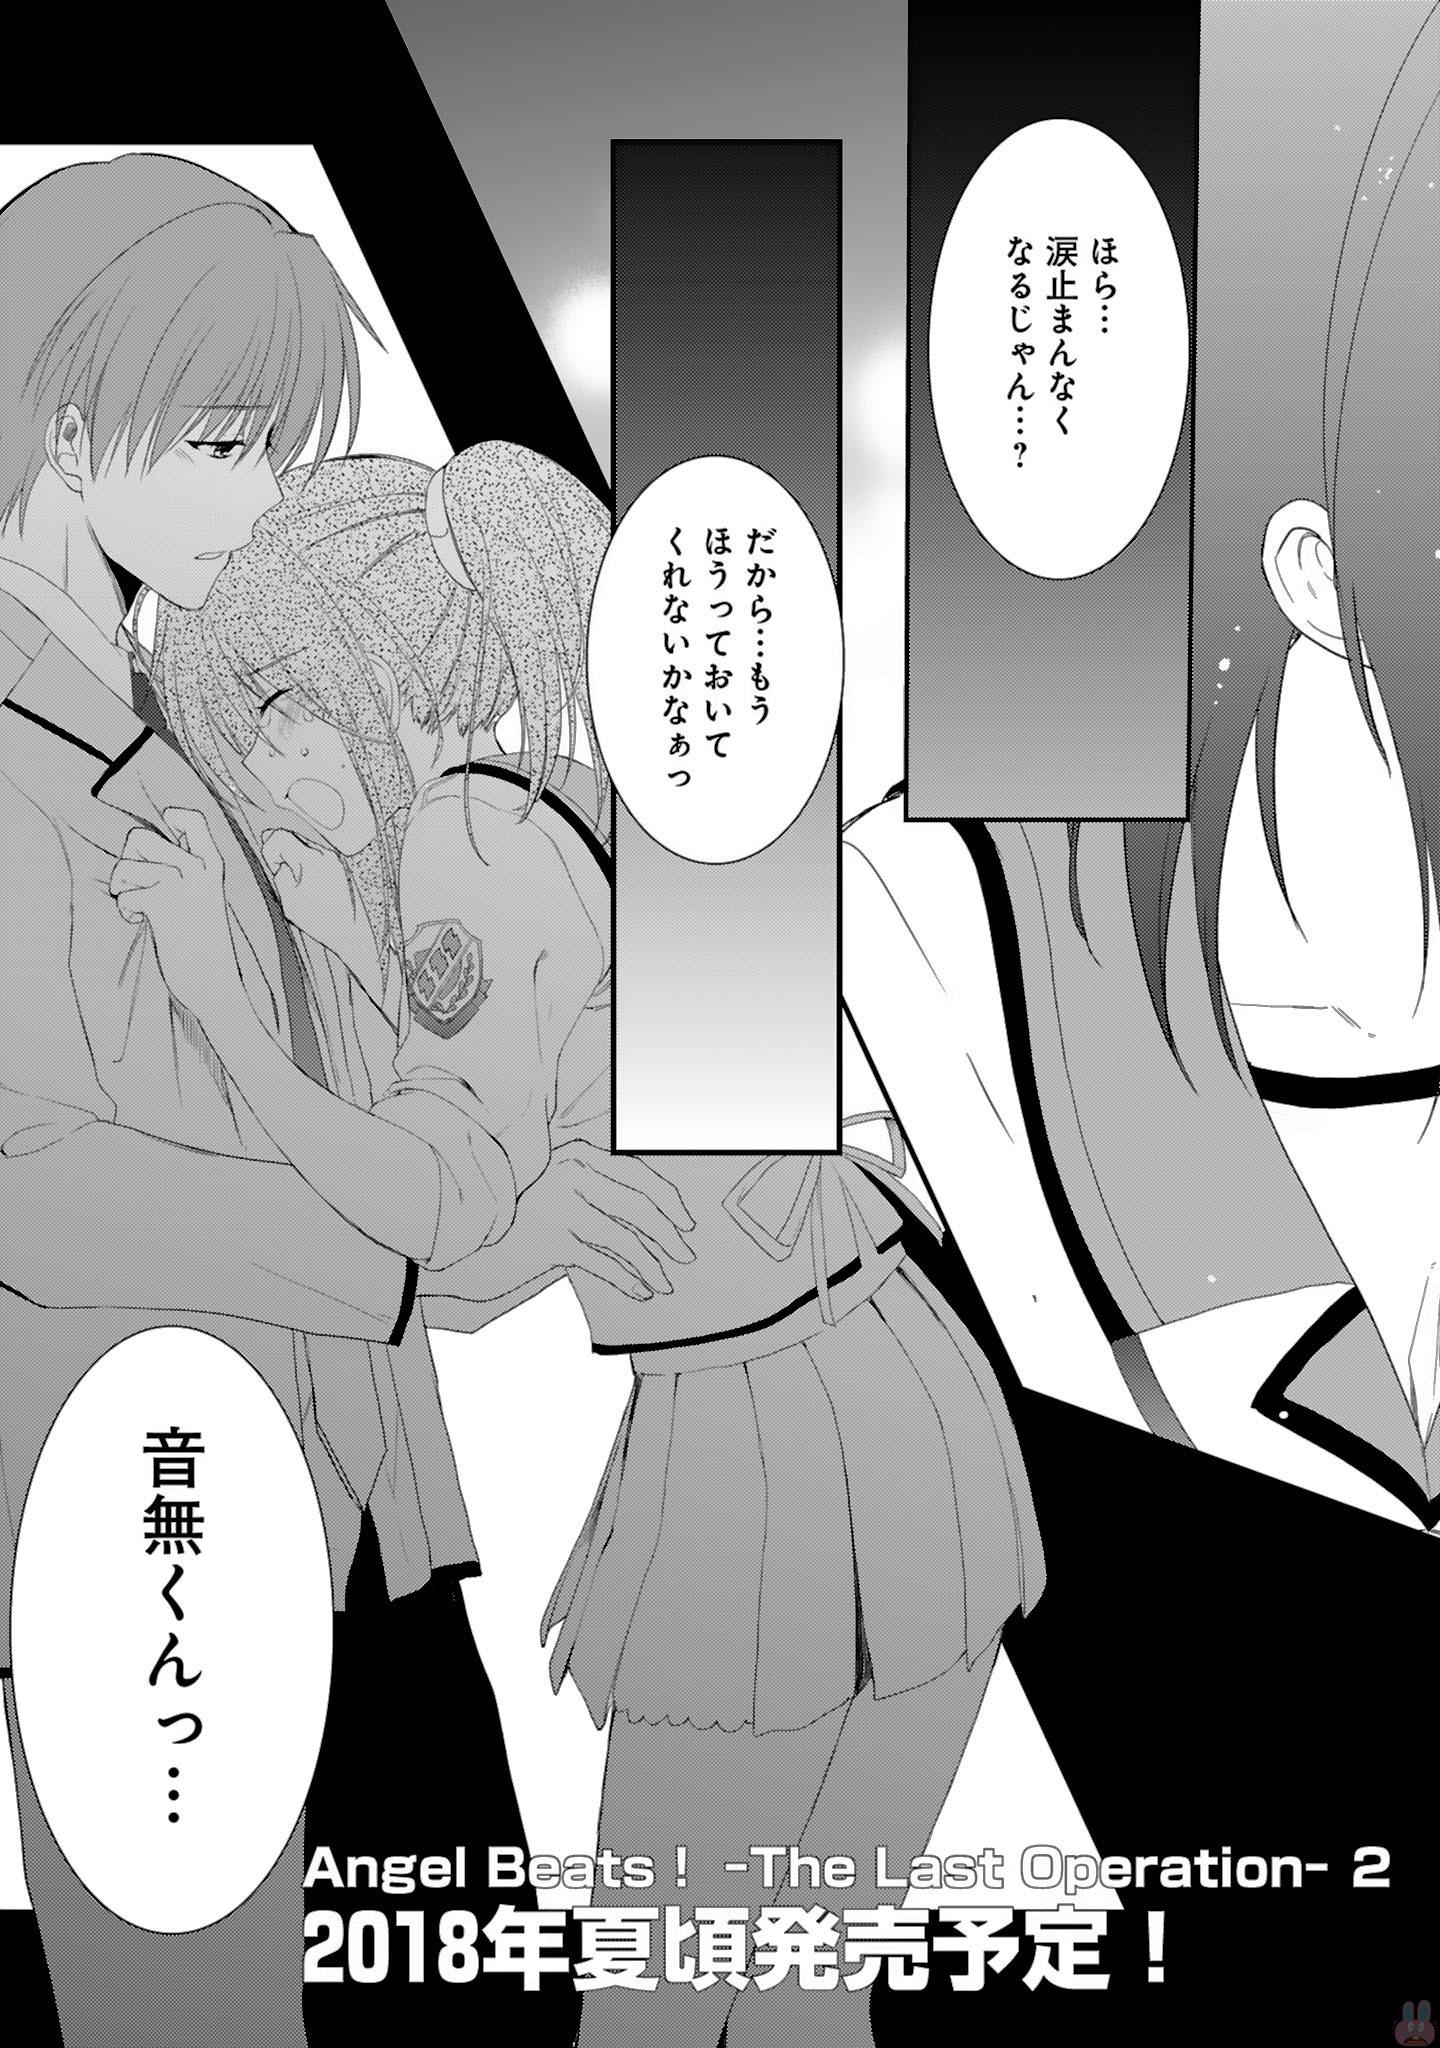 ほら…
涙止まんなく
なるじゃん…？
だから…もう
ほうっておいて
くれないかなぁっ
音無くんっ…
Angel Beats！ -The Last Operation- 2
2018年夏頃発売予定！